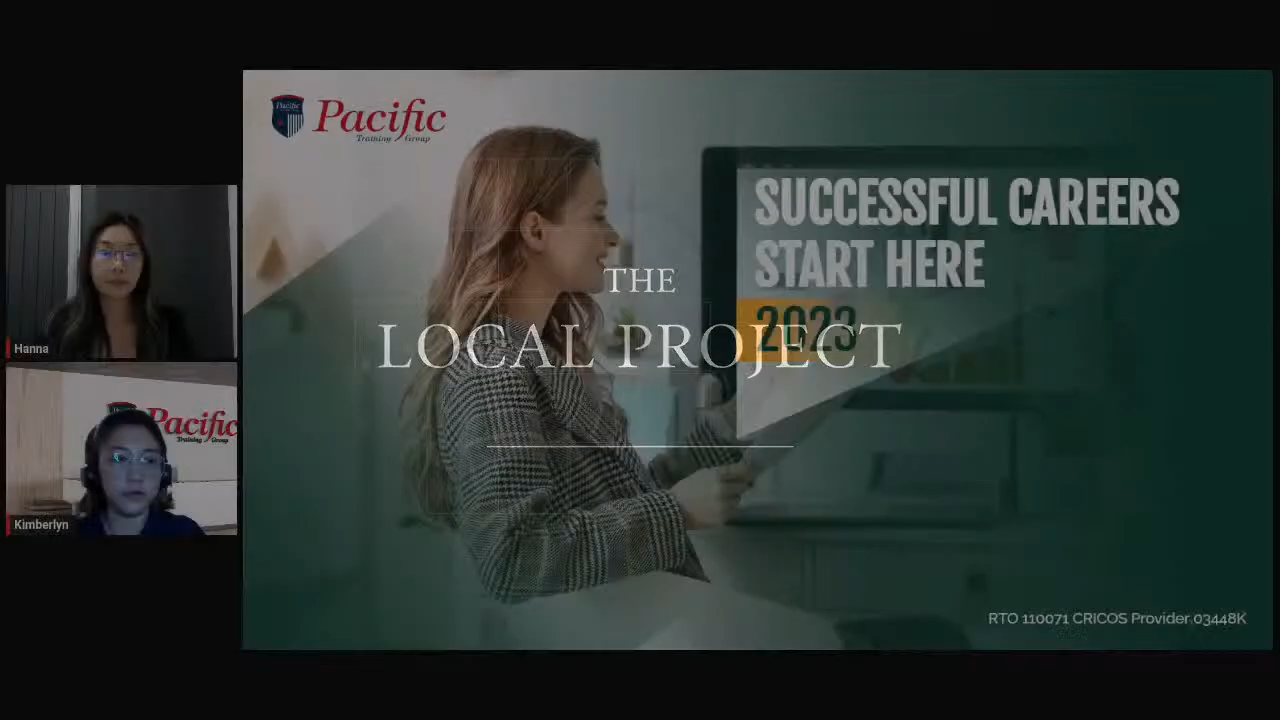 Pacific
Training Group
SUCCESSFUL CAREERS
START HERE
2023
THE
LOCAL PROJECT
Hanna
Pacific
Training Group
Kimberlyn
RTO 110071 CRICOS Provider 03448K